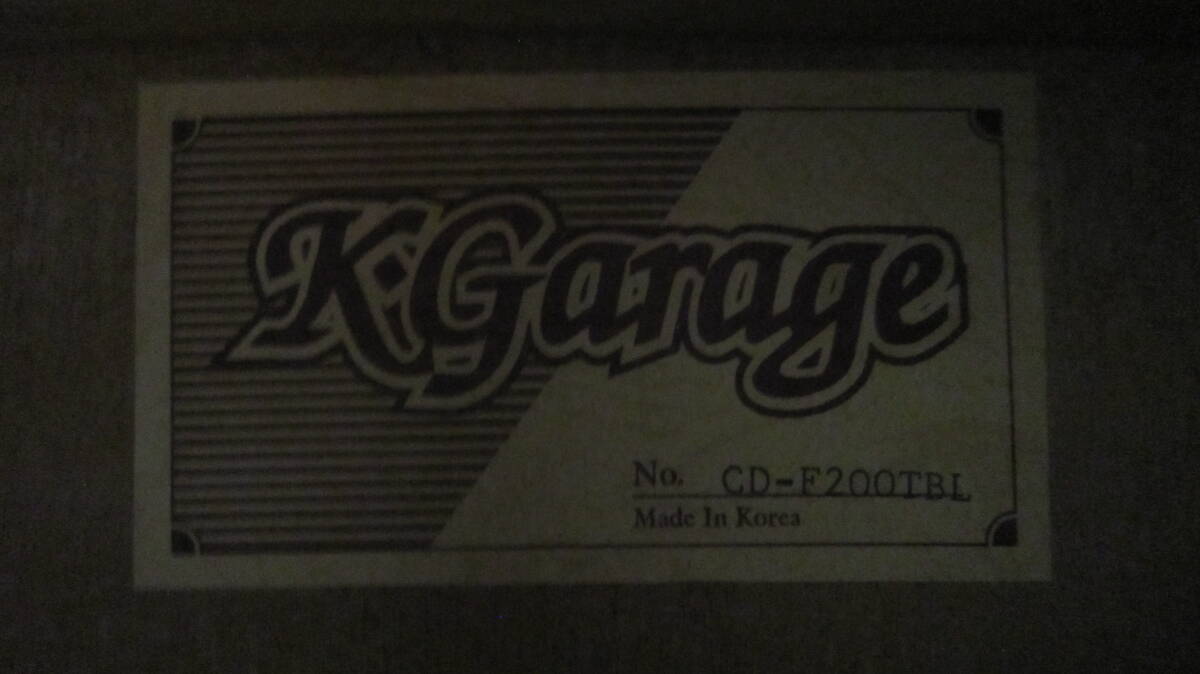 K·Garage
No. CD-F200TBL
Made In Korea